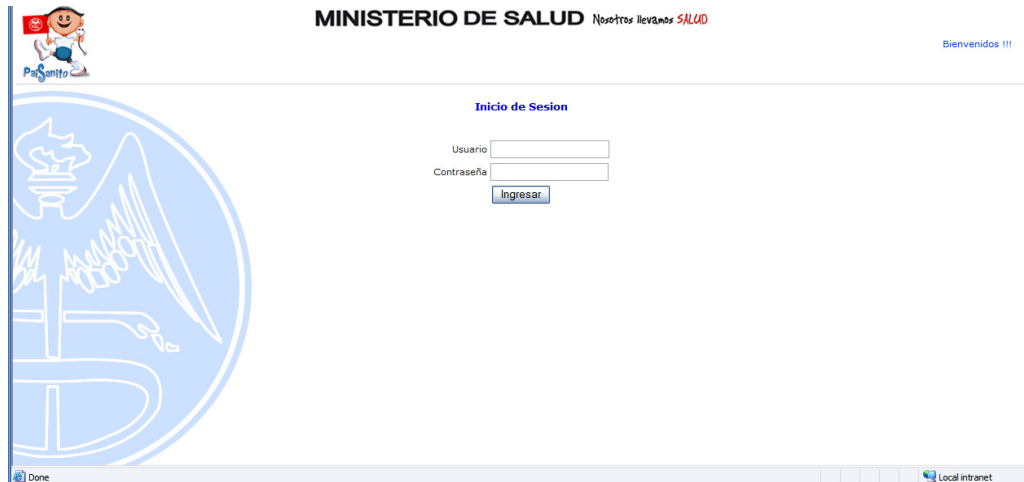 MINISTERIO DE SALUD Nosotros llevamos SALUD
Bienvenidos !!!
PaiSanito
Inicio de Sesion
Usuario
Contraseña
Ingresar
Done
Local intranet